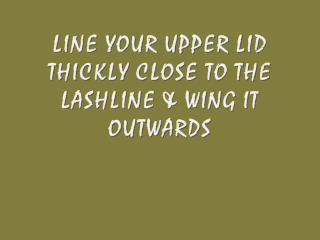 LINE YOUR UPPER LID
THICKLY CLOSE TO THE
LASHLINE & WING IT
OUTWARDS